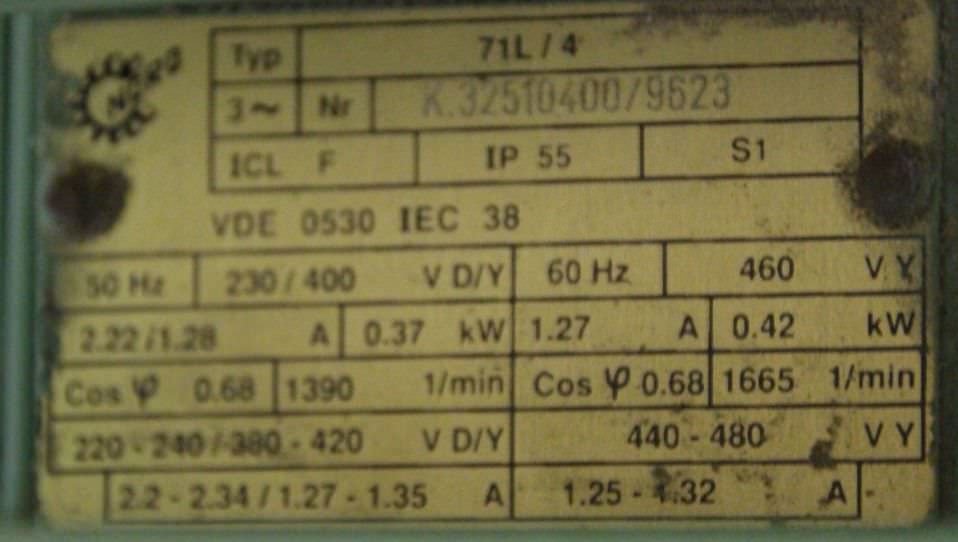 Typ 71L / 4
3~ Nr K.32510400/9623
ICL F IP 55 S1
VDE 0530 IEC 38
50 Hz 230 / 400 V D/Y 60 Hz 460 V Y
2.22 / 1.28 A 0.37 kW 1.27 A 0.42 kW
Cos φ 0.68 1390 1/min Cos φ 0.68 1665 1/min
220 - 240 / 380 - 420 V D/Y 440 - 480 V Y
2.2 - 2.34 / 1.27 - 1.35 A 1.25 - 1.32 A